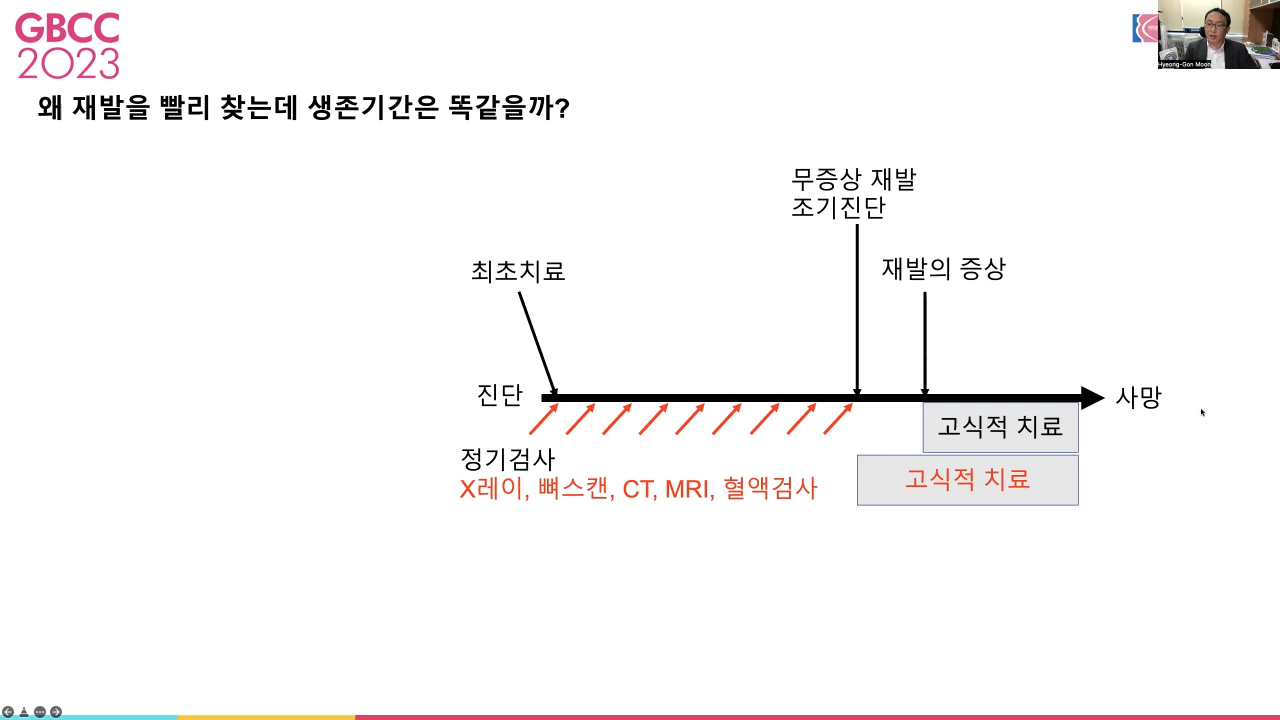 GBCC
2023
Hyeong-Gon Moon
왜 재발을 빨리 찾는데 생존기간은 똑같을까?
무증상 재발
조기진단
최초치료
재발의 증상
진단
사망
고식적 치료
정기검사
X레이, 뼈스캔, CT, MRI, 혈액검사
고식적 치료